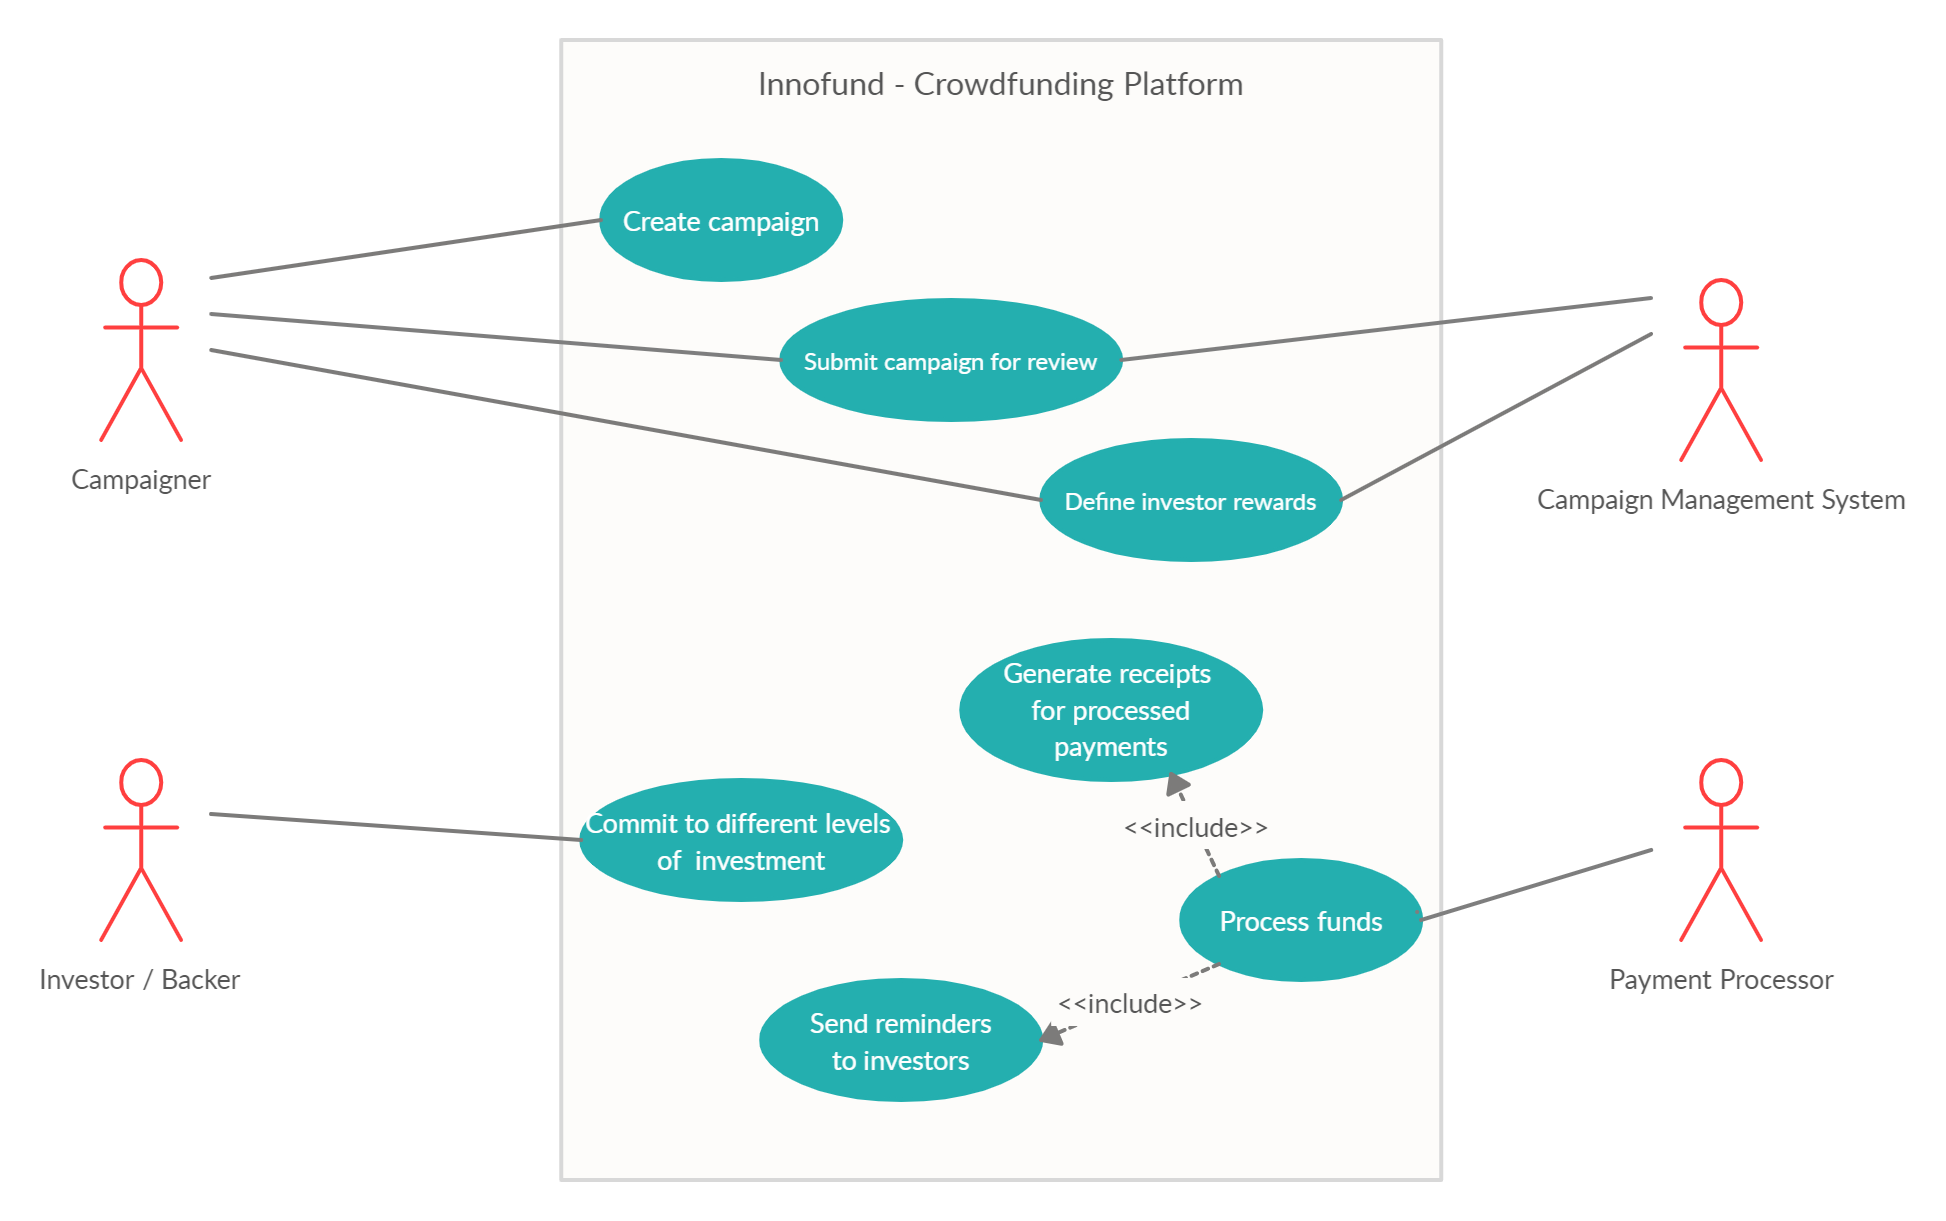 Innofund - Crowdfunding Platform
Create campaign
Submit campaign for review
Define investor rewards
Campaigner
Campaign Management System
Generate receipts
for processed
payments
<<include>>
Commit to different levels
of  investment
Process funds
Investor / Backer
Payment Processor
<<include>>
Send reminders
to investors